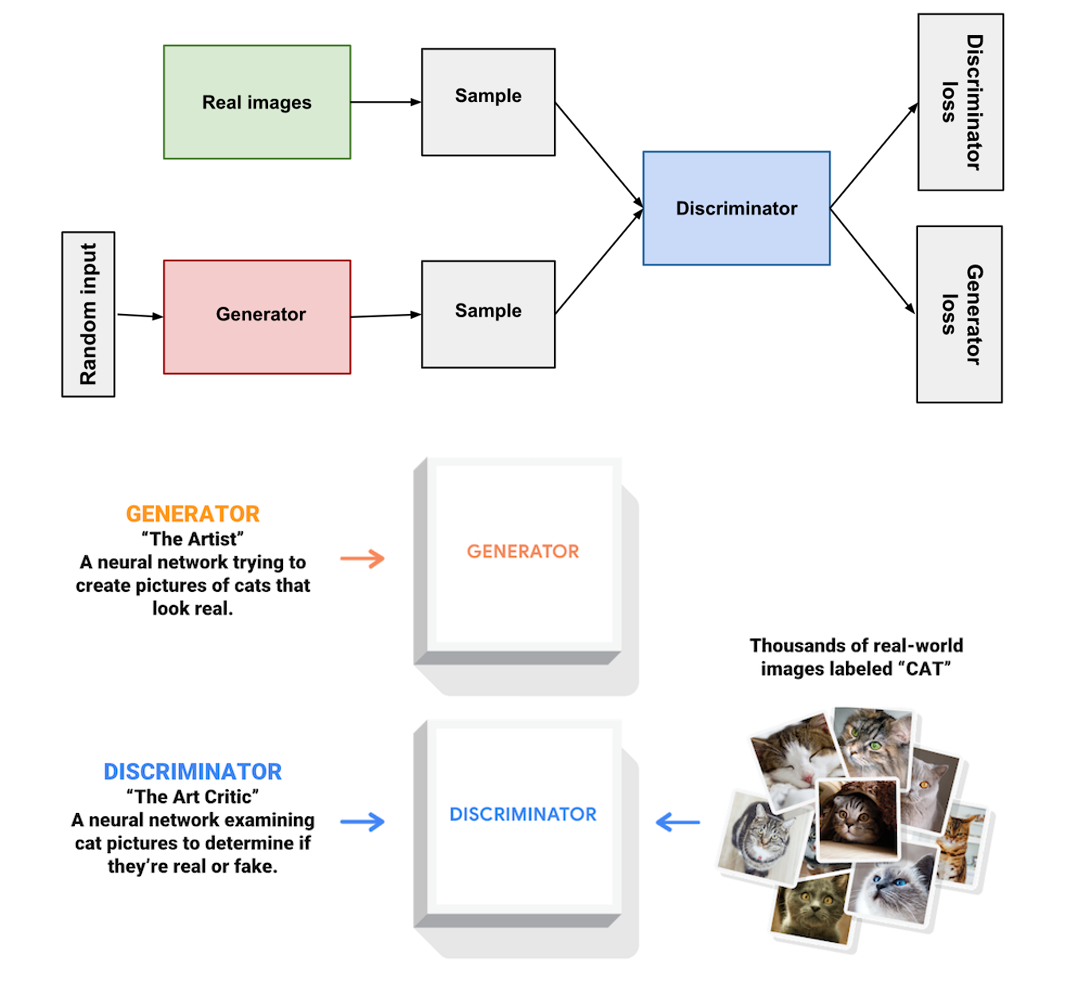 Real images
Sample
Discriminator
loss
Discriminator
Random input
Generator
Sample
Generator
loss
GENERATOR
“The Artist”
A neural network trying to
create pictures of cats that
look real.
GENERATOR
Thousands of real-world
images labeled “CAT”
DISCRIMINATOR
“The Art Critic”
A neural network examining
cat pictures to determine if
they’re real or fake.
DISCRIMINATOR